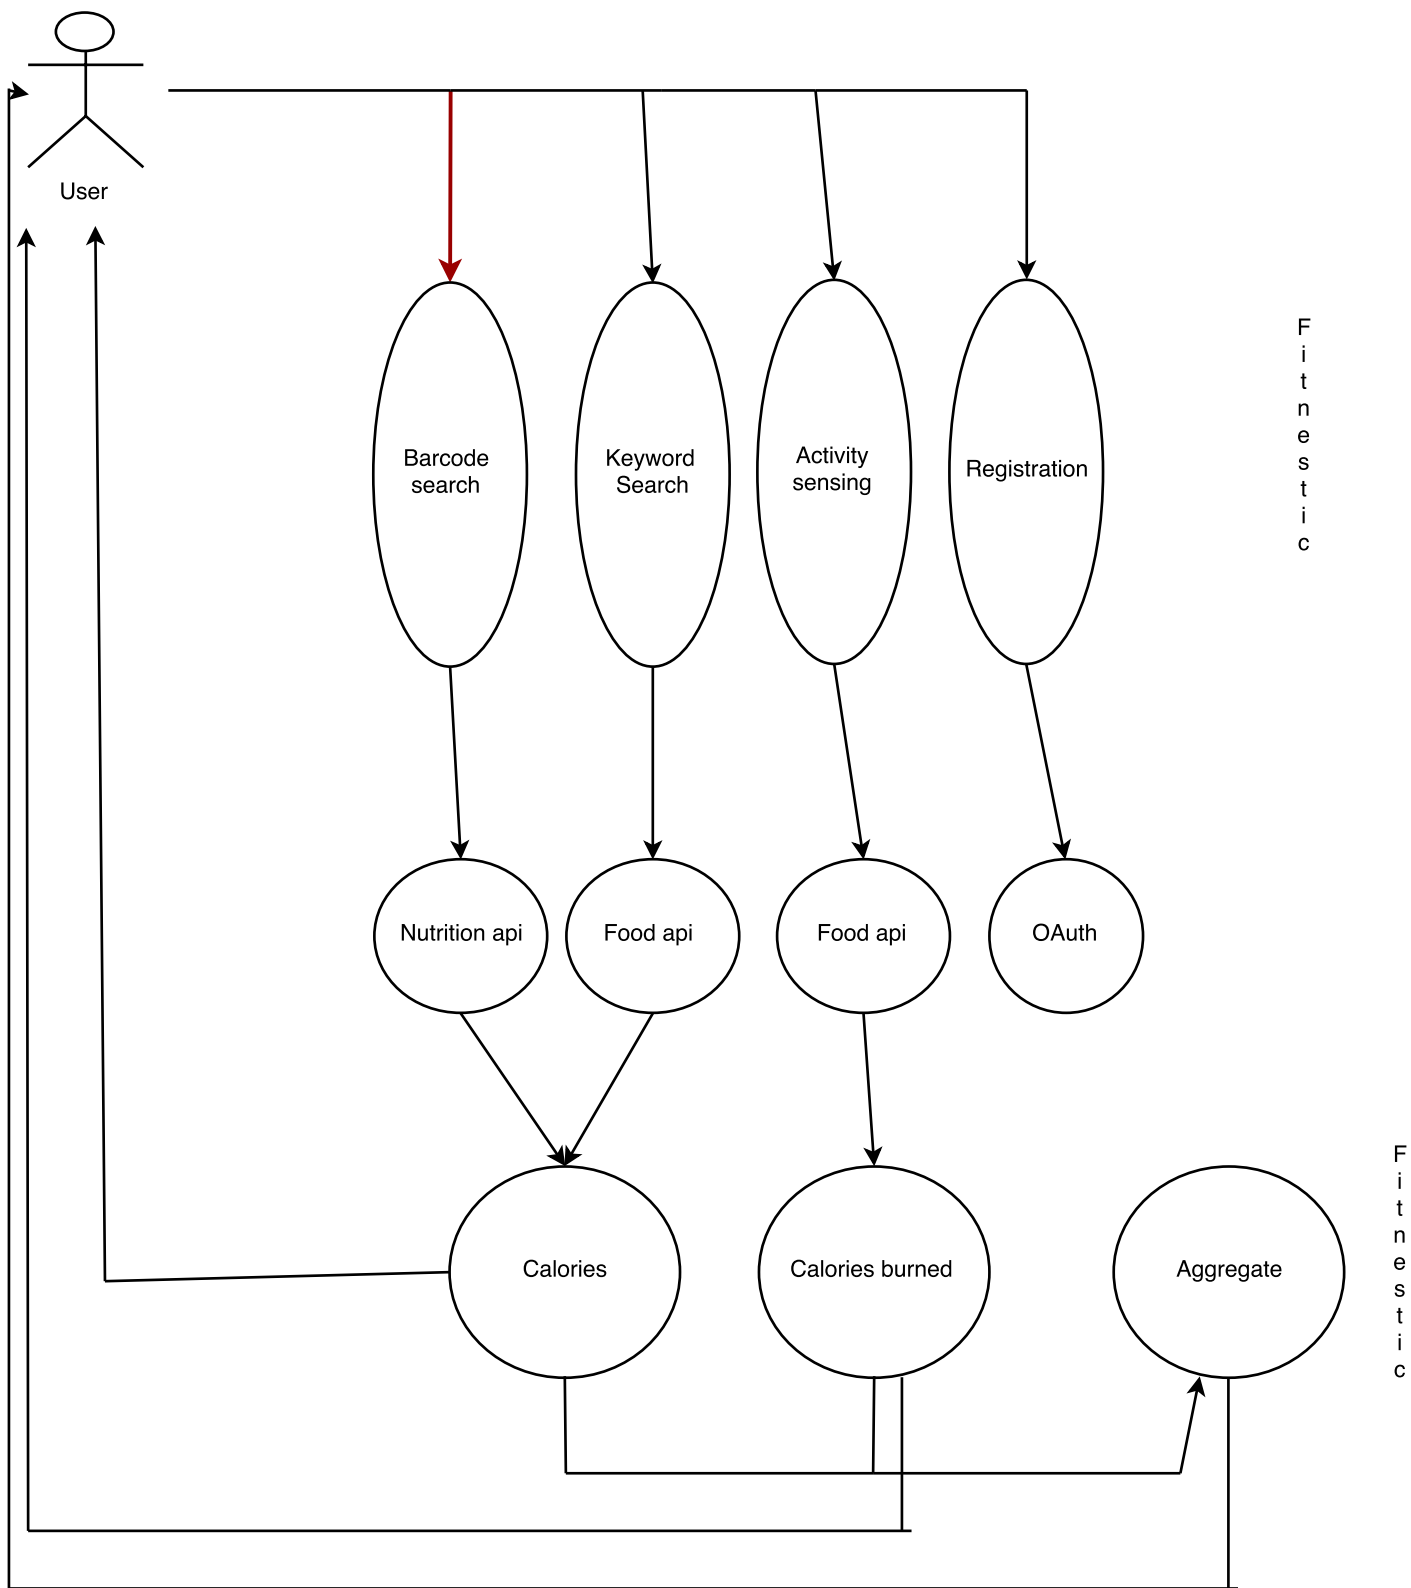 User
Barcode
search
Keyword
Search
Activity
sensing
Registration
F
i
t
n
e
s
t
i
c
Nutrition api
Food api
Food api
OAuth
Calories
Calories burned
Aggregate
F
i
t
n
e
s
t
i
c